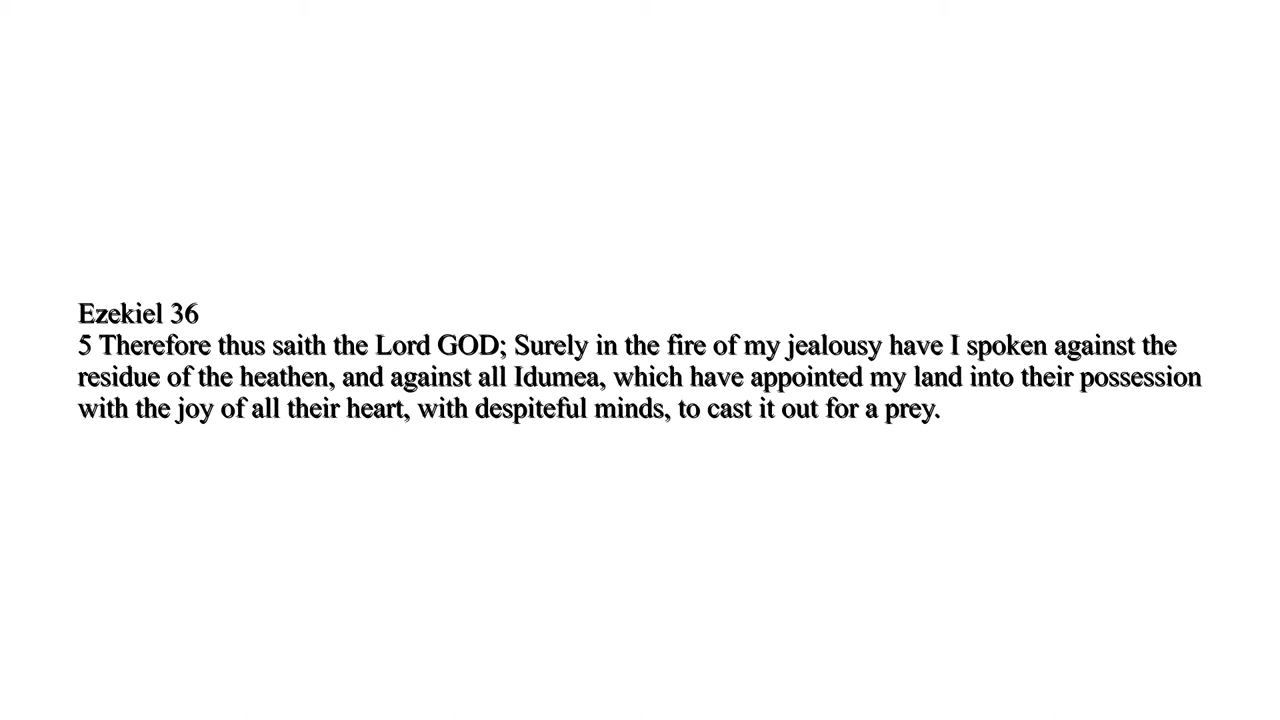 Ezekiel 36
5 Therefore thus saith the Lord GOD; Surely in the fire of my jealousy have I spoken against the
residue of the heathen, and against all Idumea, which have appointed my land into their possession
with the joy of all their heart, with despiteful minds, to cast it out for a prey.